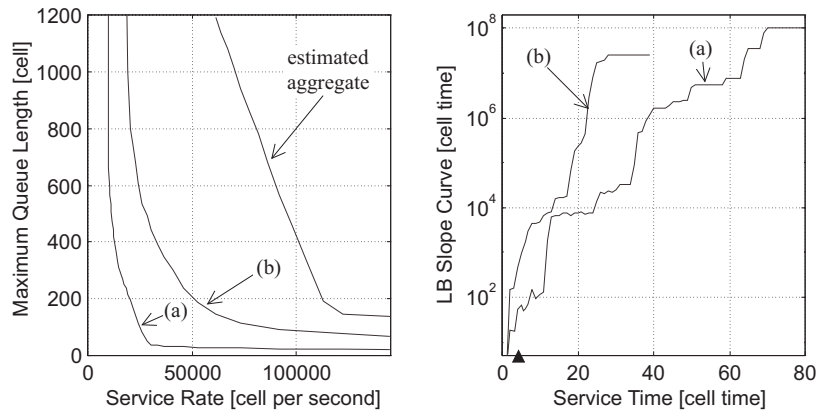 Maximum Queue Length [cell]
1200
1000
800
600
400
200
0
0
50000
100000
Service Rate [cell per second]
estimated
aggregate
(b)
(a)
LB Slope Curve [cell time]
10^8
10^6
10^4
10^2
0
20
40
60
80
Service Time [cell time]
(b)
(a)